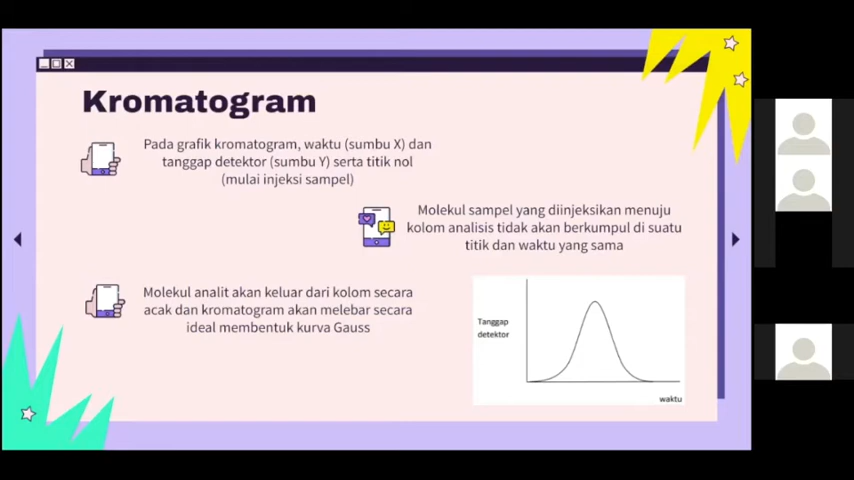 Kromatogram
Pada grafik kromatogram, waktu (sumbu X) dan
tanggap detektor (sumbu Y) serta titik nol
(mulai injeksi sampel)
Molekul sampel yang diinjeksikan menuju
kolom analisis tidak akan berkumpul di suatu
titik dan waktu yang sama
Molekul analit akan keluar dari kolom secara
acak dan kromatogram akan melebar secara
ideal membentuk kurva Gauss
Tanggap
detektor
waktu